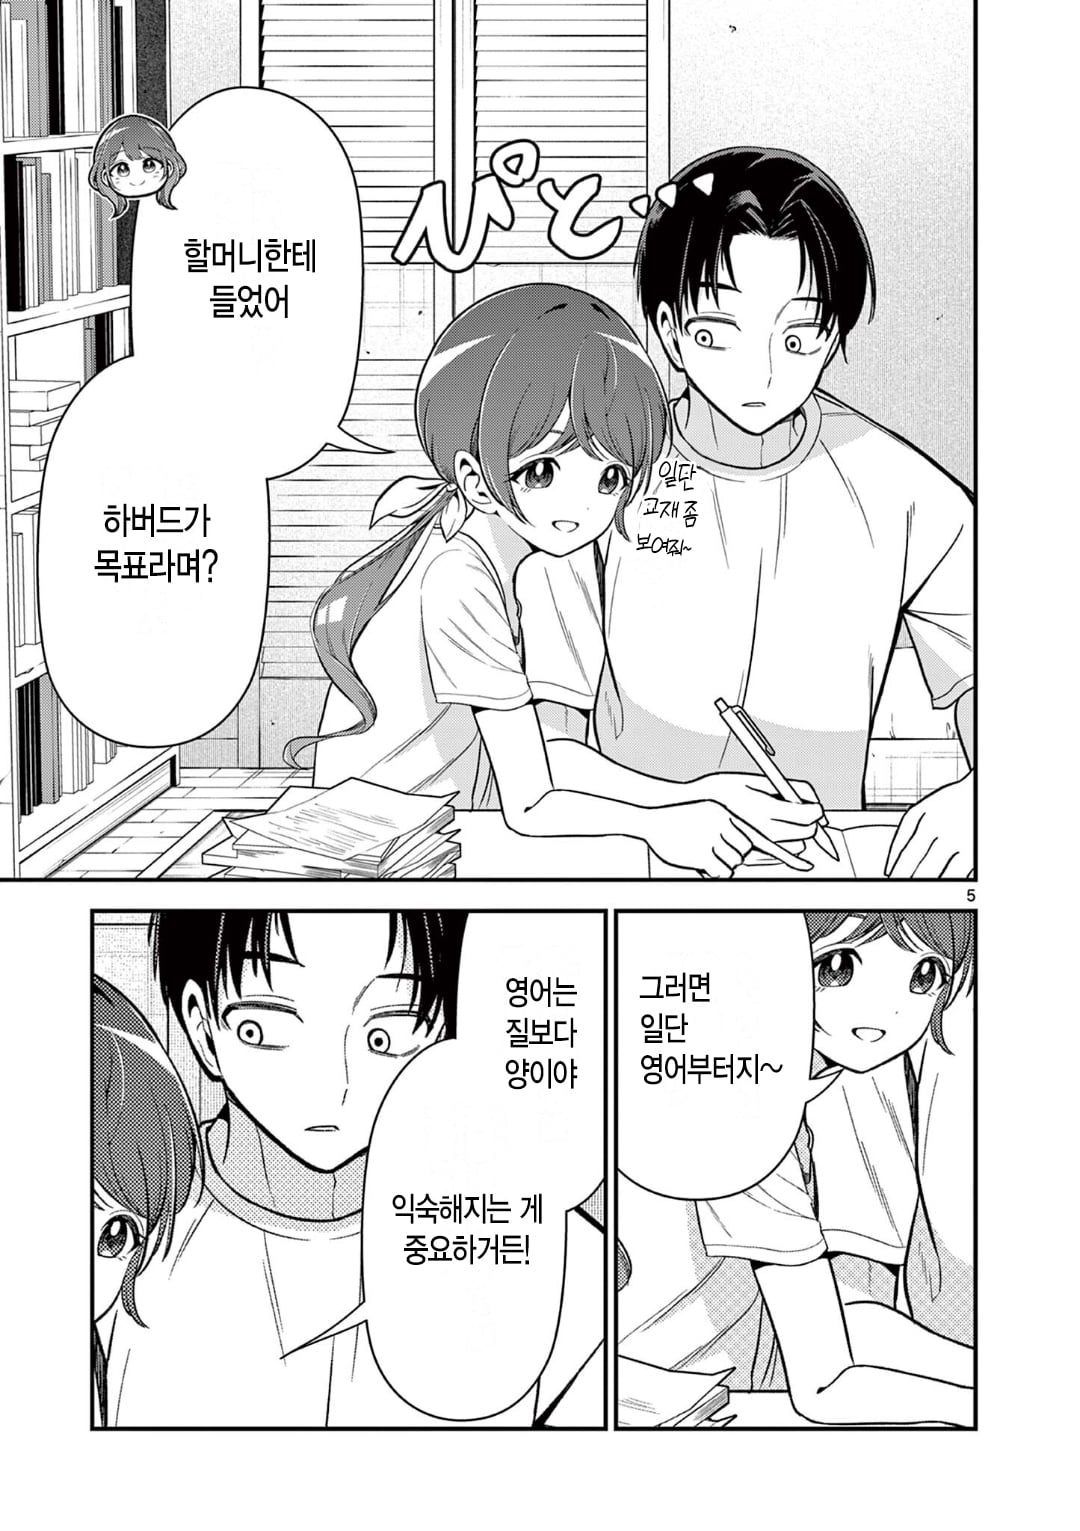 할머니한테
들었어
하버드가
목표라며?
ぴと…
일단
교재 좀
보여줘~
5
그러면
일단
영어부터지~
영어는
질보다
양이야
익숙해지는 게
중요하거든!